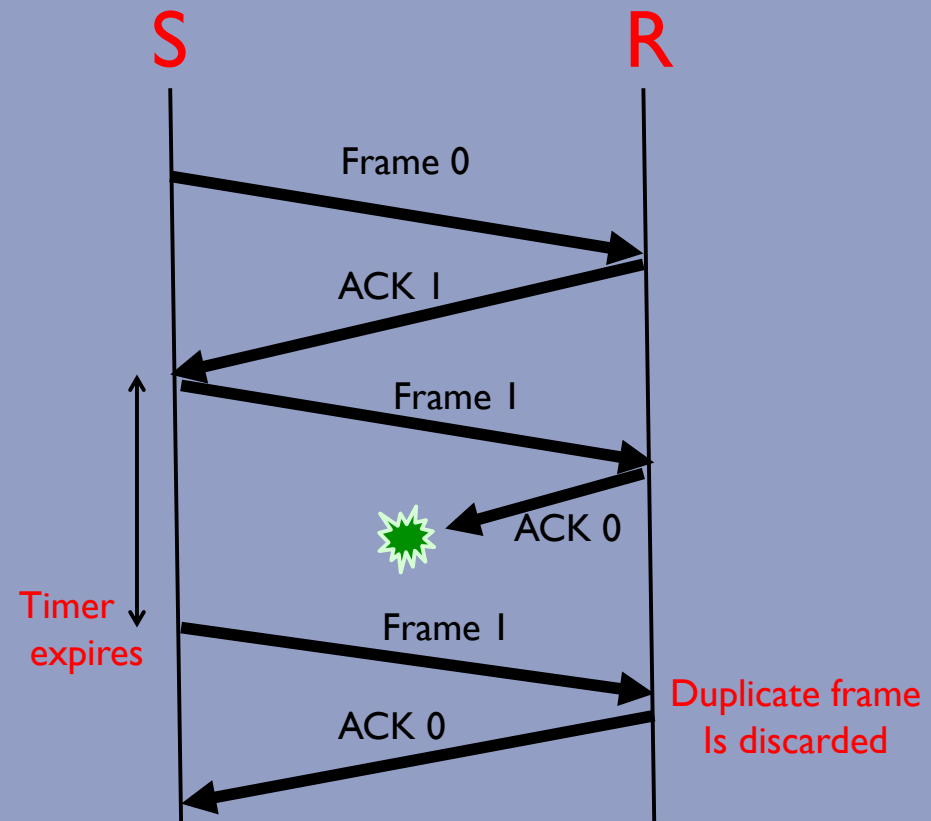 S
R
Frame 0
ACK 1
Frame 1
ACK 0
Timer
expires
Frame 1
Duplicate frame
Is discarded
ACK 0